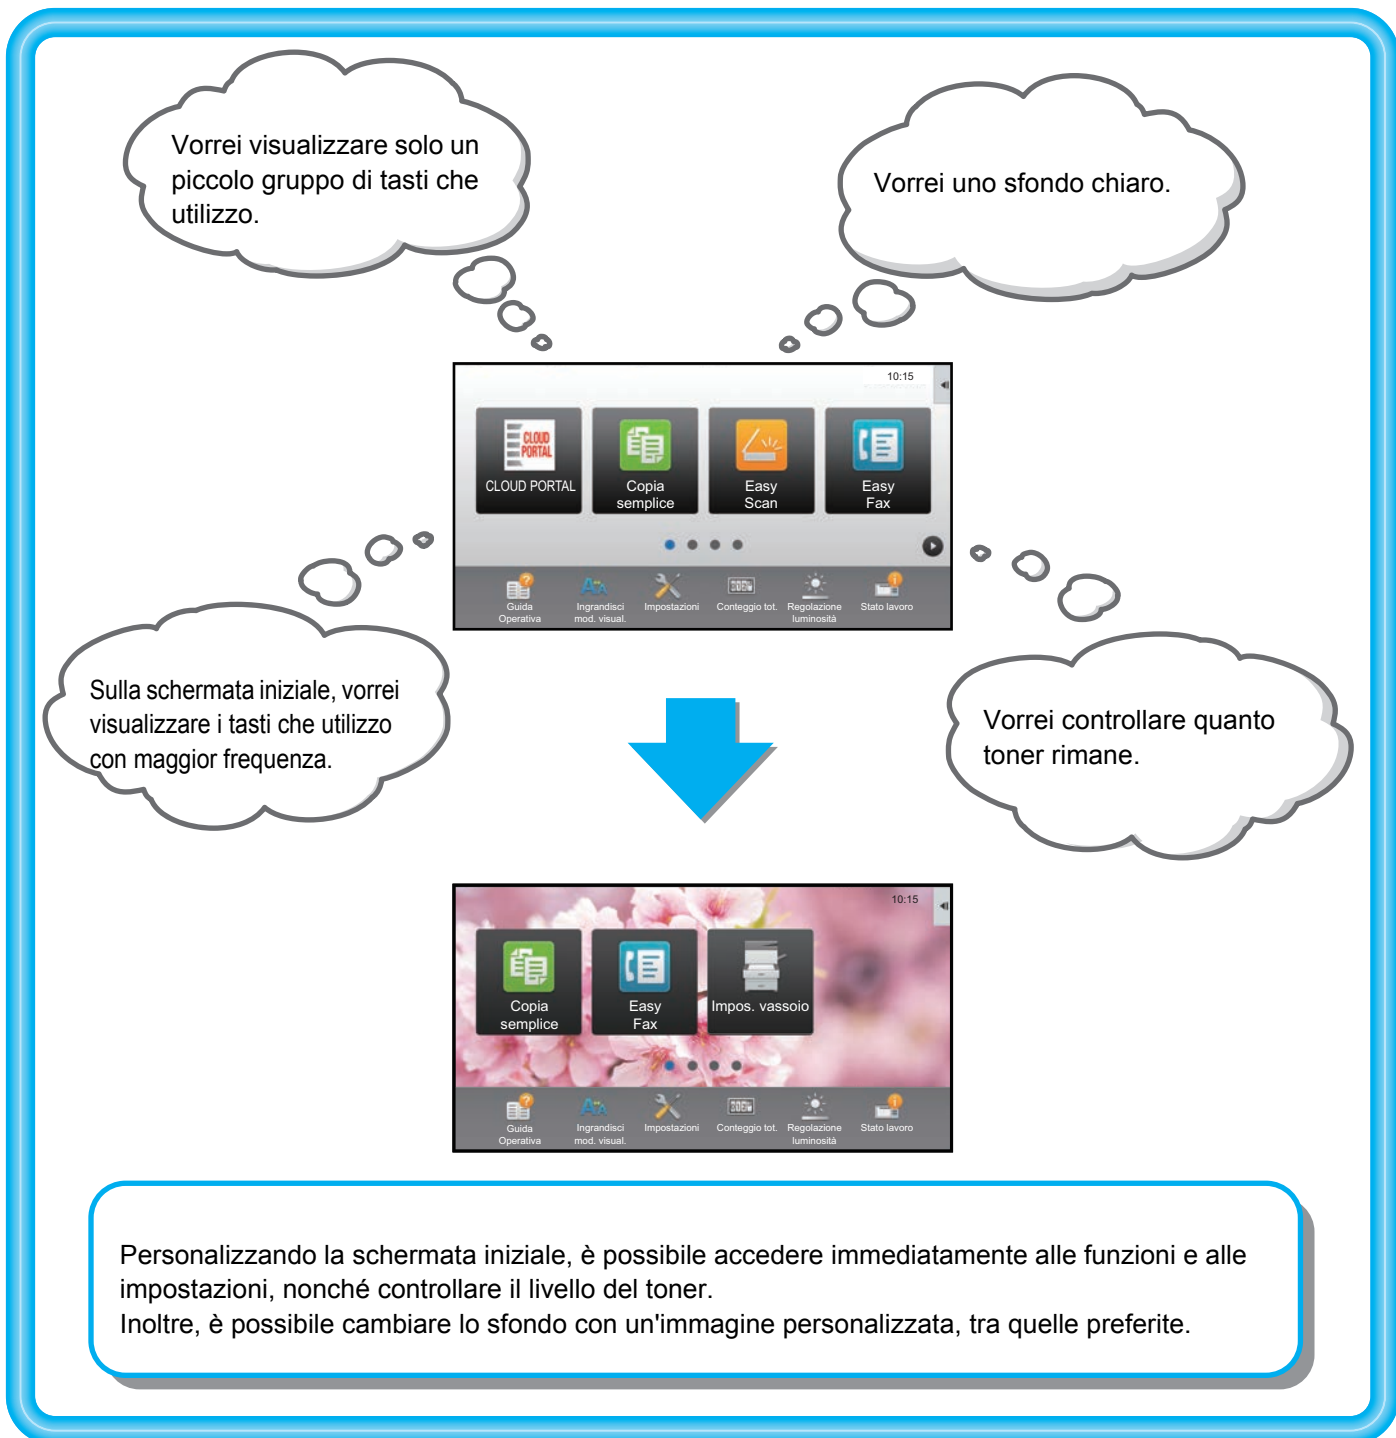 Vorrei visualizzare solo un
piccolo gruppo di tasti che
utilizzo.
Vorrei uno sfondo chiaro.
10:15
CLOUD
PORTAL
CLOUD PORTAL
Copia
semplice
Easy
Scan
Easy
Fax
Guida
Operativa
Ingrandisci
mod. visual.
Impostazioni
Conteggio tot.
Regolazione
luminosità
Stato lavoro
Sulla schermata iniziale, vorrei
visualizzare i tasti che utilizzo
con maggior frequenza.
Vorrei controllare quanto
toner rimane.
10:15
Copia
semplice
Easy
Fax
Impos. vassoio
Guida
Operativa
Ingrandisci
mod. visual.
Impostazioni
Conteggio tot.
Regolazione
luminosità
Stato lavoro
Personalizzando la schermata iniziale, è possibile accedere immediatamente alle funzioni e alle
impostazioni, nonché controllare il livello del toner.
Inoltre, è possibile cambiare lo sfondo con un'immagine personalizzata, tra quelle preferite.